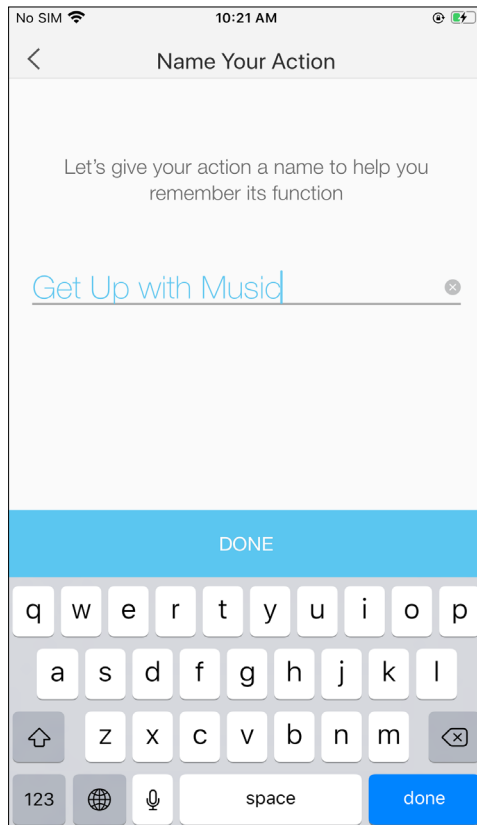 No SIM 10:21 AM
Name Your Action
Let's give your action a name to help you
remember its function
Get Up with Music
DONE
q w e r t y u i o p
a s d f g h j k l
z x c v b n m
123 space done